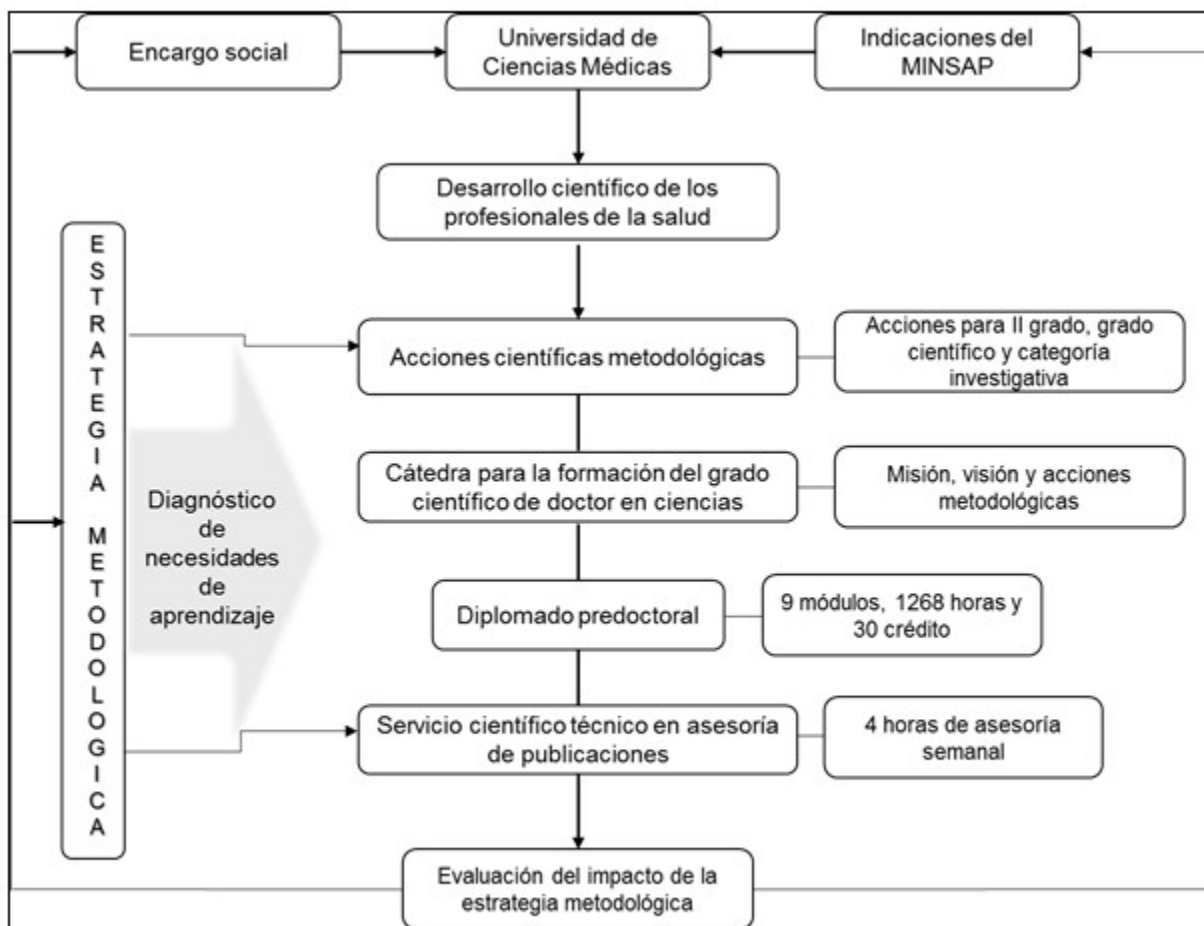 Encargo social
Universidad de
Ciencias Médicas
Indicaciones del
MINSAP
Desarrollo científico de los
profesionales de la salud
ESTRATEGIA METODOLOGICA
Diagnóstico
de
necesidades
de
aprendizaje
Acciones científicas metodológicas
Acciones para II grado, grado
científico y categoría
investigativa
Cátedra para la formación del grado
científico de doctor en ciencias
Misión, visión y acciones
metodológicas
Diplomado predoctoral
9 módulos, 1268 horas y
30 crédito
Servicio científico técnico en asesoría
de publicaciones
4 horas de asesoría
semanal
Evaluación del impacto de la
estrategia metodológica